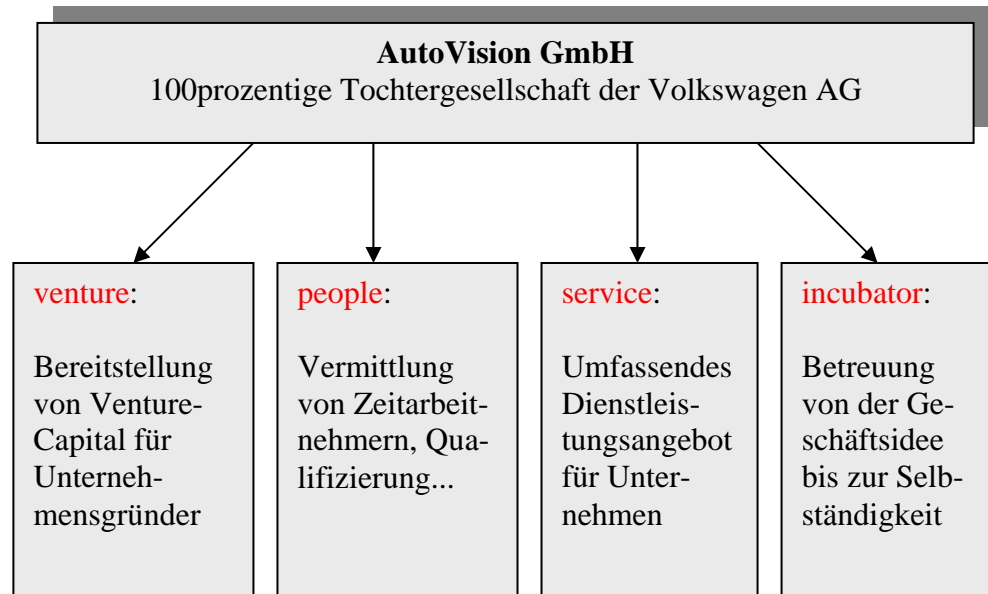 AutoVision GmbH
100prozentige Tochtergesellschaft der Volkswagen AG
venture:
Bereitstellung
von Venture-
Capital für
Unterneh-
mensgründer
people:
Vermittlung
von Zeitarbeit-
nehmern, Qua-
lifizierung...
service:
Umfassendes
Dienstleis-
tungsangebot
für Unter-
nehmen
incubator:
Betreuung
von der Ge-
schäftsidee
bis zur Selb-
ständigkeit